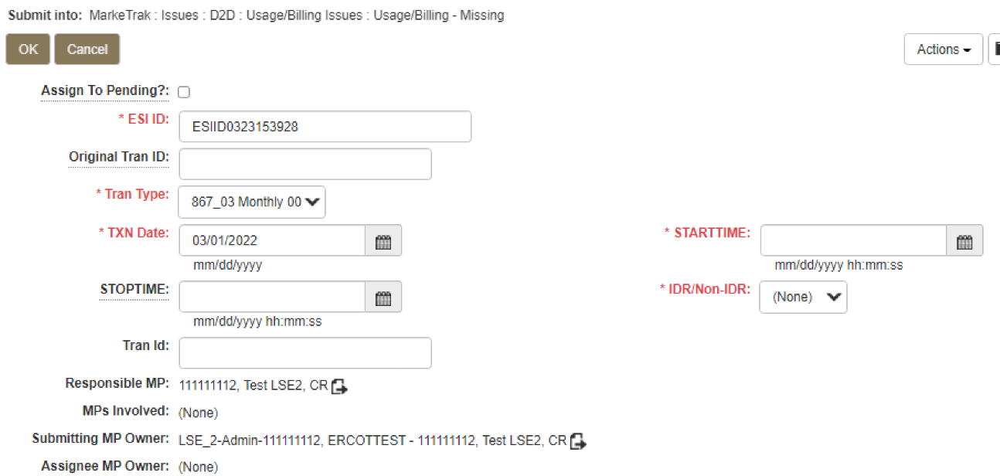 Submit into: MarkeTrak : Issues : D2D : Usage/Billing Issues : Usage/Billing - Missing
OK Cancel Actions
Assign To Pending?:
* ESI ID: ESIID0323153928
Original Tran ID:
* Tran Type: 867_03 Monthly 00
* TXN Date: 03/01/2022 * STARTTIME:
mm/dd/yyyy mm/dd/yyyy hh:mm:ss
STOPTIME: * IDR/Non-IDR: (None)
mm/dd/yyyy hh:mm:ss
Tran Id:
Responsible MP: 111111112, Test LSE2, CR
MPs Involved: (None)
Submitting MP Owner: LSE_2-Admin-111111112, ERCOTTEST - 111111112, Test LSE2, CR
Assignee MP Owner: (None)